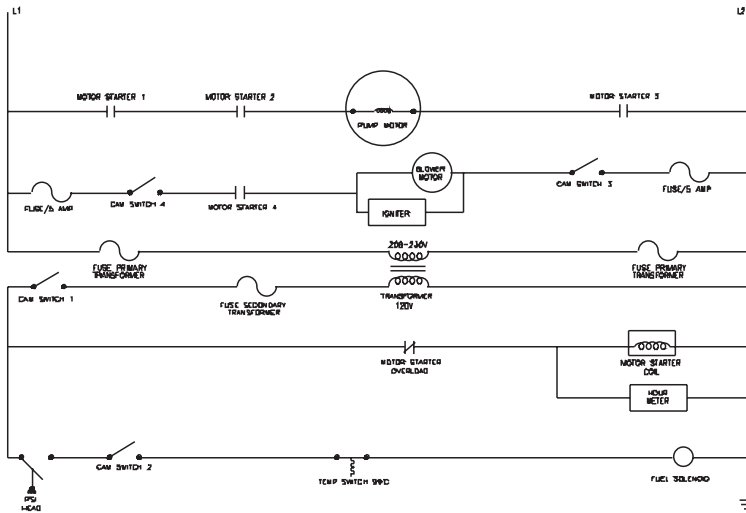 L1
L2
MOTOR STARTER 1
MOTOR STARTER 2
MOTOR STARTER 3
PUMP MOTOR
BLOWER
MOTOR
FUSE/5 AMP
CAM SWITCH 4
MOTOR STARTER 4
IGNITER
CAM SWITCH 3
FUSE/5 AMP
208-230V
FUSE PRIMARY
TRANSFORMER
FUSE PRIMARY
TRANSFORMER
CAM SWITCH 1
FUSE SECONDARY
TRANSFORMER
TRANSFORMER
120V
MOTOR STARTER
OVERLOAD
MOTOR STARTER
COIL
HOUR
METER
CAM SWITCH 2
TEMP SWITCH 99°C
FUEL SOLENOID
PSI
HEAD